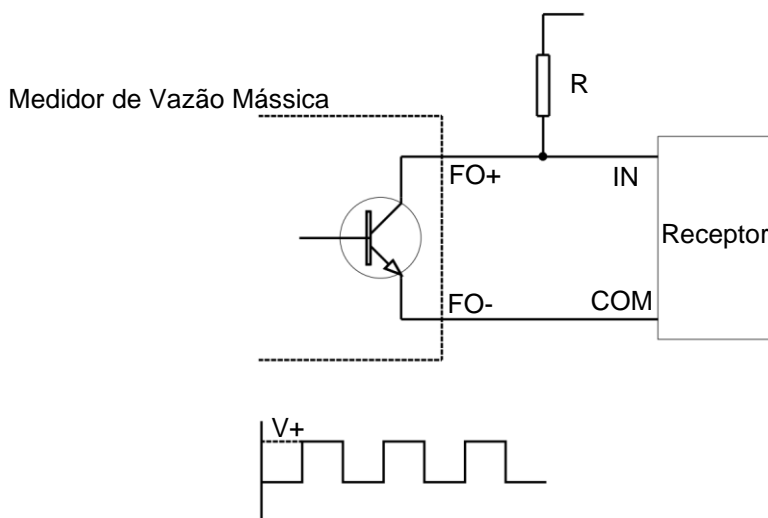 R
Medidor de Vazão Mássica
FO+
IN
Receptor
FO-
COM
V+